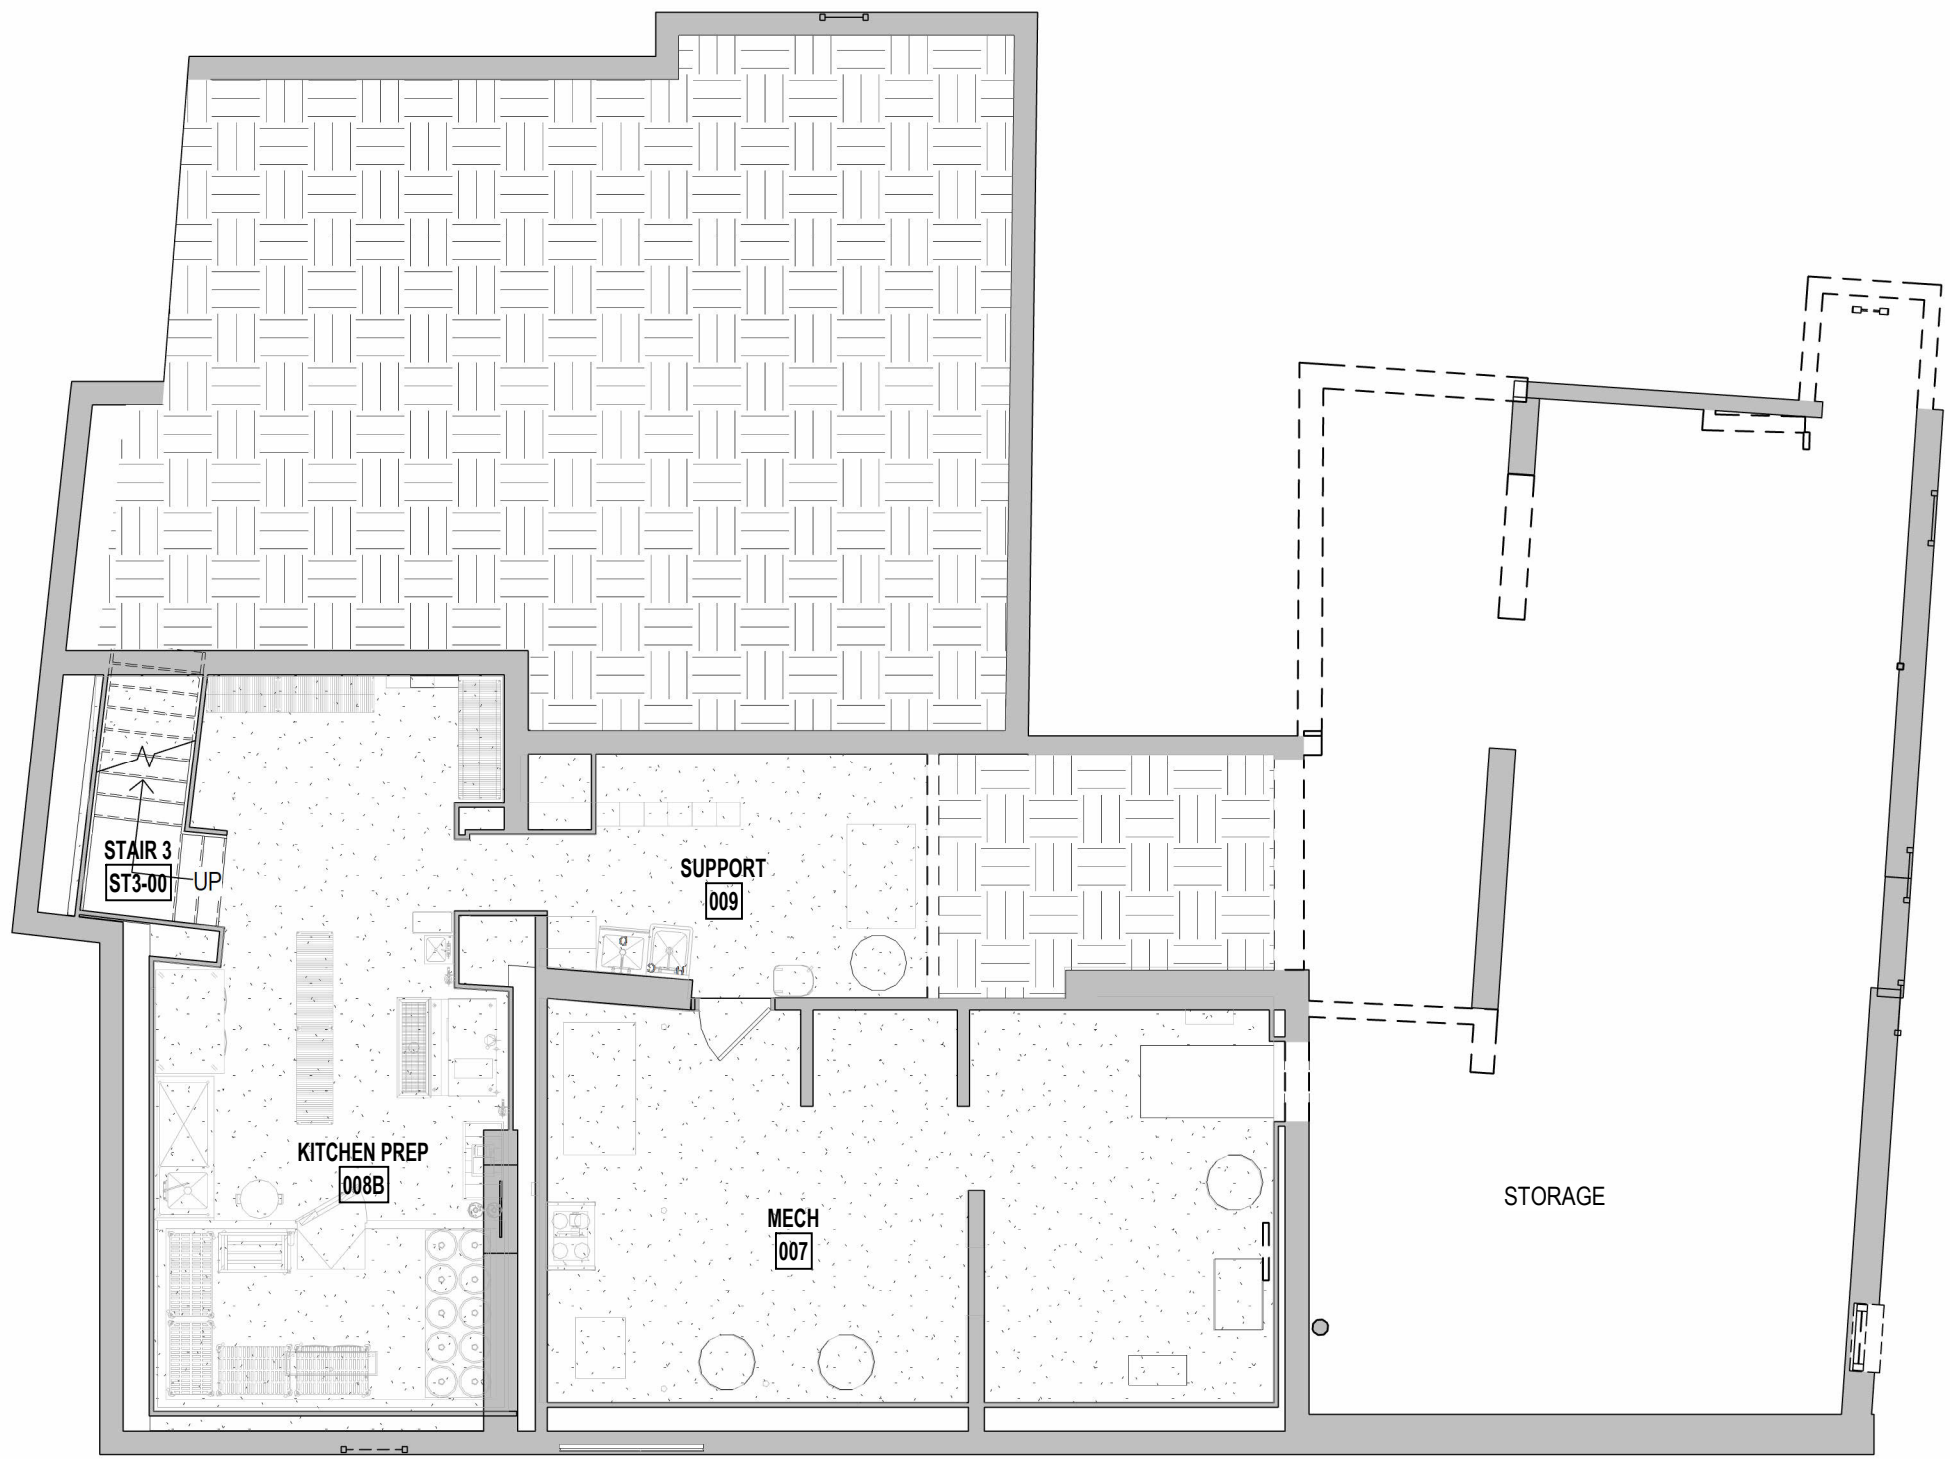 STAIR 3
ST3-00
UP
SUPPORT
009
KITCHEN PREP
008B
MECH
007
STORAGE